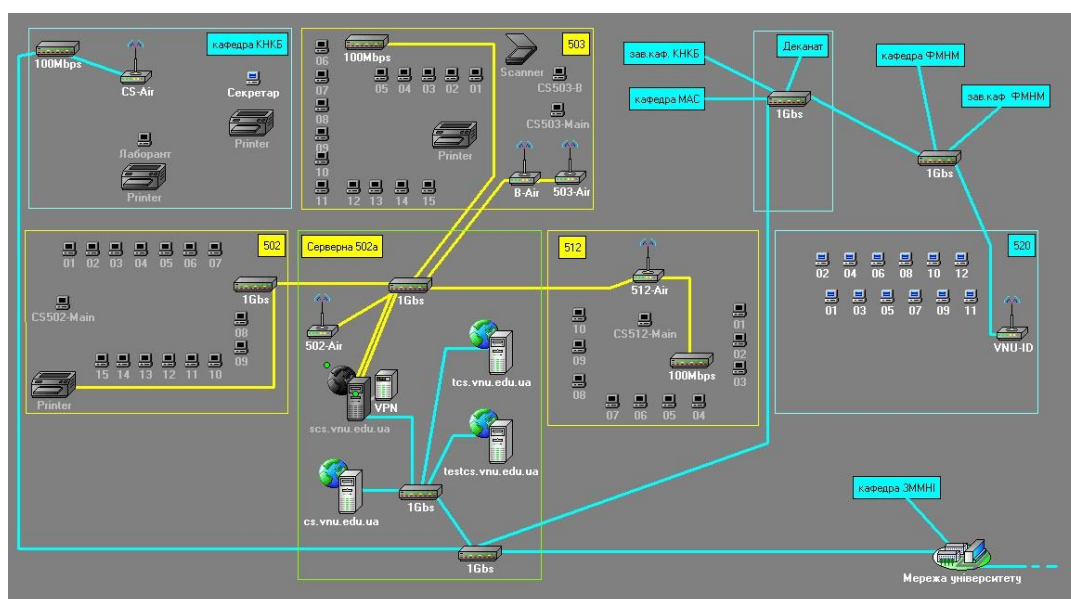 кафедра КНКБ
100Mbps
CS-Air
Секретар
Printer
Лаборант
Printer
503
100Mbps
Scanner
CS503-B
CS503-Main
06
07
08
09
10
11
05 04 03 02 01
Printer
12 13 14 15
B-Air
503-Air
зав.каф. КНКБ
Деканат
кафедра МАС
1Gbs
кафедра ФМНМ
зав.каф. ФМНМ
1Gbs
502
01 02 03 04 05 06 07
1Gbs
CS502-Main
08
09
15 14 13 12 11 10
Printer
Серверна 502а
1Gbs
502-Air
VPN
scs.vnu.edu.ua
tcs.vnu.edu.ua
testcs.vnu.edu.ua
cs.vnu.edu.ua
1Gbs
1Gbs
512
512-Air
10
09
08
CS512-Main
01
02
03
100Mbps
07 06 05 04
520
02 04 06 08 10 12
01 03 05 07 09 11
VNU-ID
кафедра ЗММНІ
Мережа університету